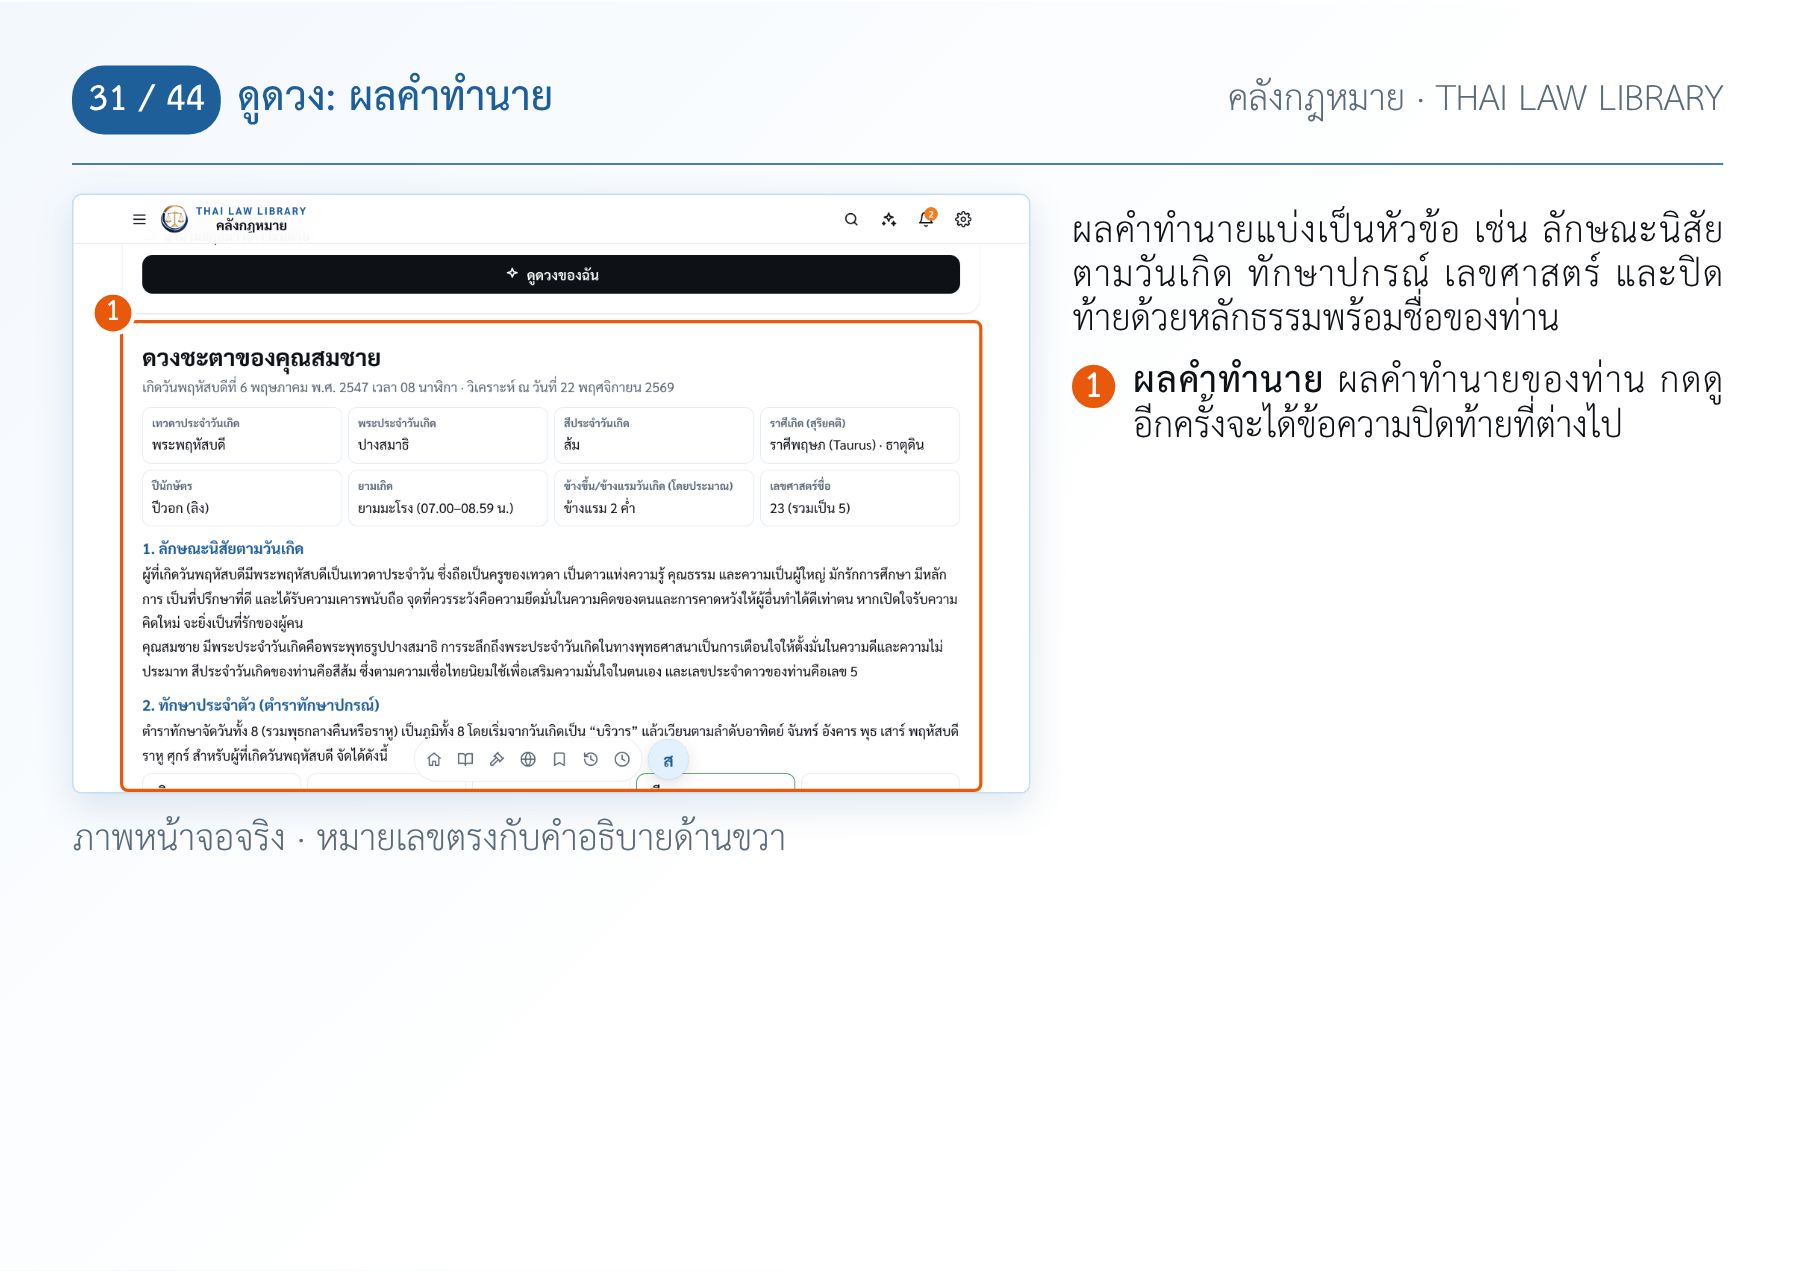 31 / 44 ดูดวง: ผลคำทำนาย
คลังกฎหมาย · THAI LAW LIBRARY
THAI LAW LIBRARY
คลังกฎหมาย
2
ดูดวงของฉัน
1
ดวงชะตาของคุณสมชาย
เกิดวันพฤหัสบดีที่ 6 พฤษภาคม พ.ศ. 2547 เวลา 08 นาฬิกา · วิเคราะห์ ณ วันที่ 22 พฤศจิกายน 2569
เทวดาประจำวันเกิด
พระพฤหัสบดี
พระประจำวันเกิด
ปางสมาธิ
สีประจำวันเกิด
ส้ม
ราศีเกิด (สุริยคติ)
ราศีพฤษภ (Taurus) · ธาตุดิน
ปีนักษัตร
ปีวอก (ลิง)
ยามเกิด
ยามมะโรง (07.00–08.59 น.)
ข้างขึ้น/ข้างแรมวันเกิด (โดยประมาณ)
ข้างแรม 2 ค่ำ
เลขศาสตร์ชื่อ
23 (รวมเป็น 5)
1. ลักษณะนิสัยตามวันเกิด
ผู้ที่เกิดวันพฤหัสบดีมีพระพฤหัสบดีเป็นเทวดาประจำวัน ซึ่งถือเป็นครูของเทวดา เป็นดาวแห่งความรู้ คุณธรรม และความเป็นผู้ใหญ่ มักรักการศึกษา มีหลัก
การ เป็นที่ปรึกษาที่ดี และได้รับความเคารพนับถือ จุดที่ควรระวังคือความยึดมั่นในความคิดของตนและการคาดหวังให้ผู้อื่นทำได้ดีเท่าตน หากเปิดใจรับความ
คิดใหม่ จะยิ่งเป็นที่รักของผู้คน
คุณสมชาย มีพระประจำวันเกิดคือพระพุทธรูปปางสมาธิ การระลึกถึงพระประจำวันเกิดในทางพุทธศาสนาเป็นการเตือนใจให้ตั้งมั่นในความดีและความไม่
ประมาท สีประจำวันเกิดของท่านคือสีส้ม ซึ่งตามความเชื่อไทยนิยมใช้เพื่อเสริมความมั่นใจในตนเอง และเลขประจำดาวของท่านคือเลข 5
2. ทักษาประจำตัว (ตำราทักษาปกรณ์)
ตำราทักษาจัดวันทั้ง 8 (รวมพุธกลางคืนหรือราหู) เป็นภูมิทั้ง 8 โดยเริ่มจากวันเกิดเป็น “บริวาร” แล้วเวียนตามลำดับอาทิตย์ จันทร์ อังคาร พุธ เสาร์ พฤหัสบดี
ราหู ศุกร์ สำหรับผู้ที่เกิดวันพฤหัสบดี จัดได้ดังนี้
ส
ภาพหน้าจอจริง · หมายเลขตรงกับคำอธิบายด้านขวา
ผลคำทำนายแบ่งเป็นหัวข้อ เช่น ลักษณะนิสัย
ตามวันเกิด ทักษาปกรณ์ เลขศาสตร์ และปิด
ท้ายด้วยหลักธรรมพร้อมชื่อของท่าน
1 ผลคำทำนาย ผลคำทำนายของท่าน กดดู
อีกครั้งจะได้ข้อความปิดท้ายที่ต่างไป